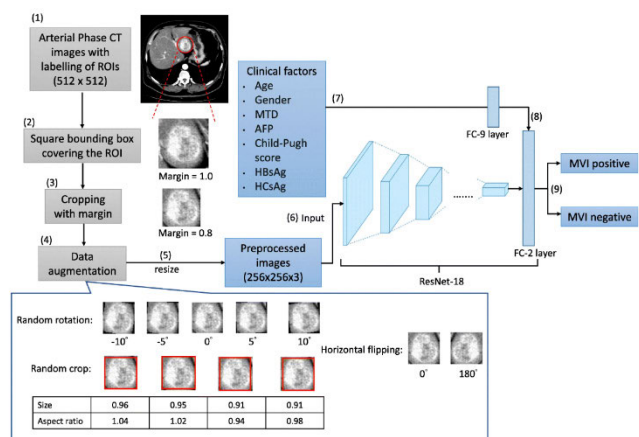 (1)
Arterial Phase CT
images with
labelling of ROIs
(512 x 512)
(2)
Square bounding box
covering the ROI
(3)
Cropping
with margin
(4)
Data
augmentation
Margin = 1.0
Margin = 0.8
(5)
resize
Clinical factors
· Age
· Gender
· MTD
· AFP
· Child-Pugh
score
· HBsAg
· HCsAg
(6) Input
Preprocessed
images
(256x256x3)
(7)
FC-9 layer
(8)
.......
FC-2 layer
ResNet-18
(9)
MVI positive
MVI negative
Random rotation:
-10° -5° 0° 5° 10°
Horizontal flipping:
0° 180°
Random crop:
Size 0.96 0.95 0.91 0.91
Aspect ratio 1.04 1.02 0.94 0.98